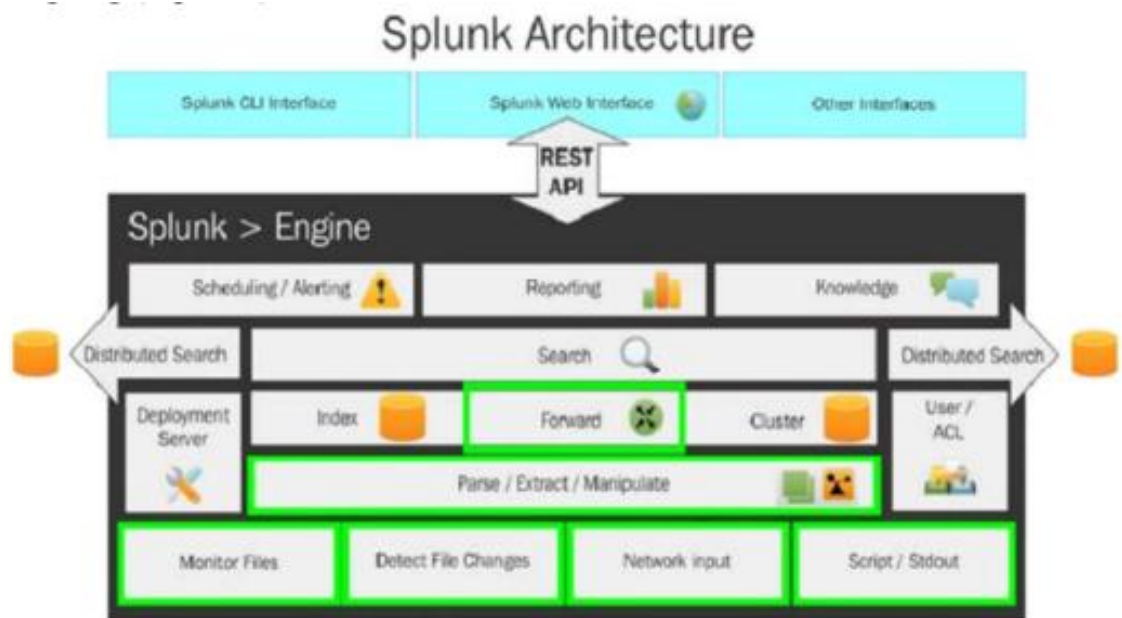 Splunk Architecture
Splunk CLI Interface
Splunk Web Interface
Other Interfaces
REST
API
Splunk > Engine
Scheduling / Alerting
Reporting
Knowledge
Distributed Search
Search
Distributed Search
Deployment
Server
Index
Forward
Cluster
User /
ACL
Parse / Extract / Manipulate
Monitor Files
Detect File Changes
Network input
Script / Stdout